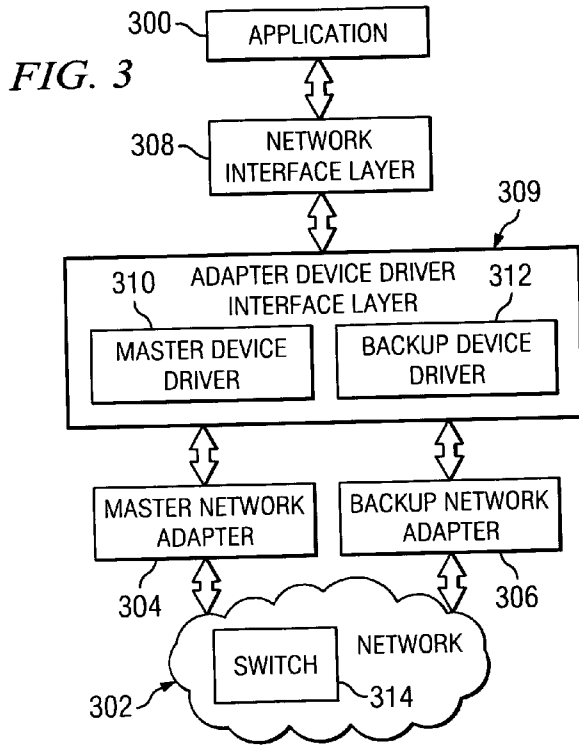 300
APPLICATION
FIG. 3
308
NETWORK
INTERFACE LAYER
309
ADAPTER DEVICE DRIVER
INTERFACE LAYER
310
312
MASTER DEVICE
DRIVER
BACKUP DEVICE
DRIVER
MASTER NETWORK
ADAPTER
BACKUP NETWORK
ADAPTER
304
306
NETWORK
SWITCH
302
314